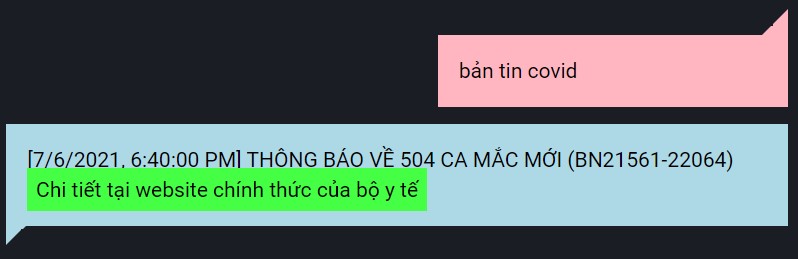 bản tin covid
[7/6/2021, 6:40:00 PM] THÔNG BÁO VỀ 504 CA MẮC MỚI (BN21561-22064)
Chi tiết tại website chính thức của bộ y tế